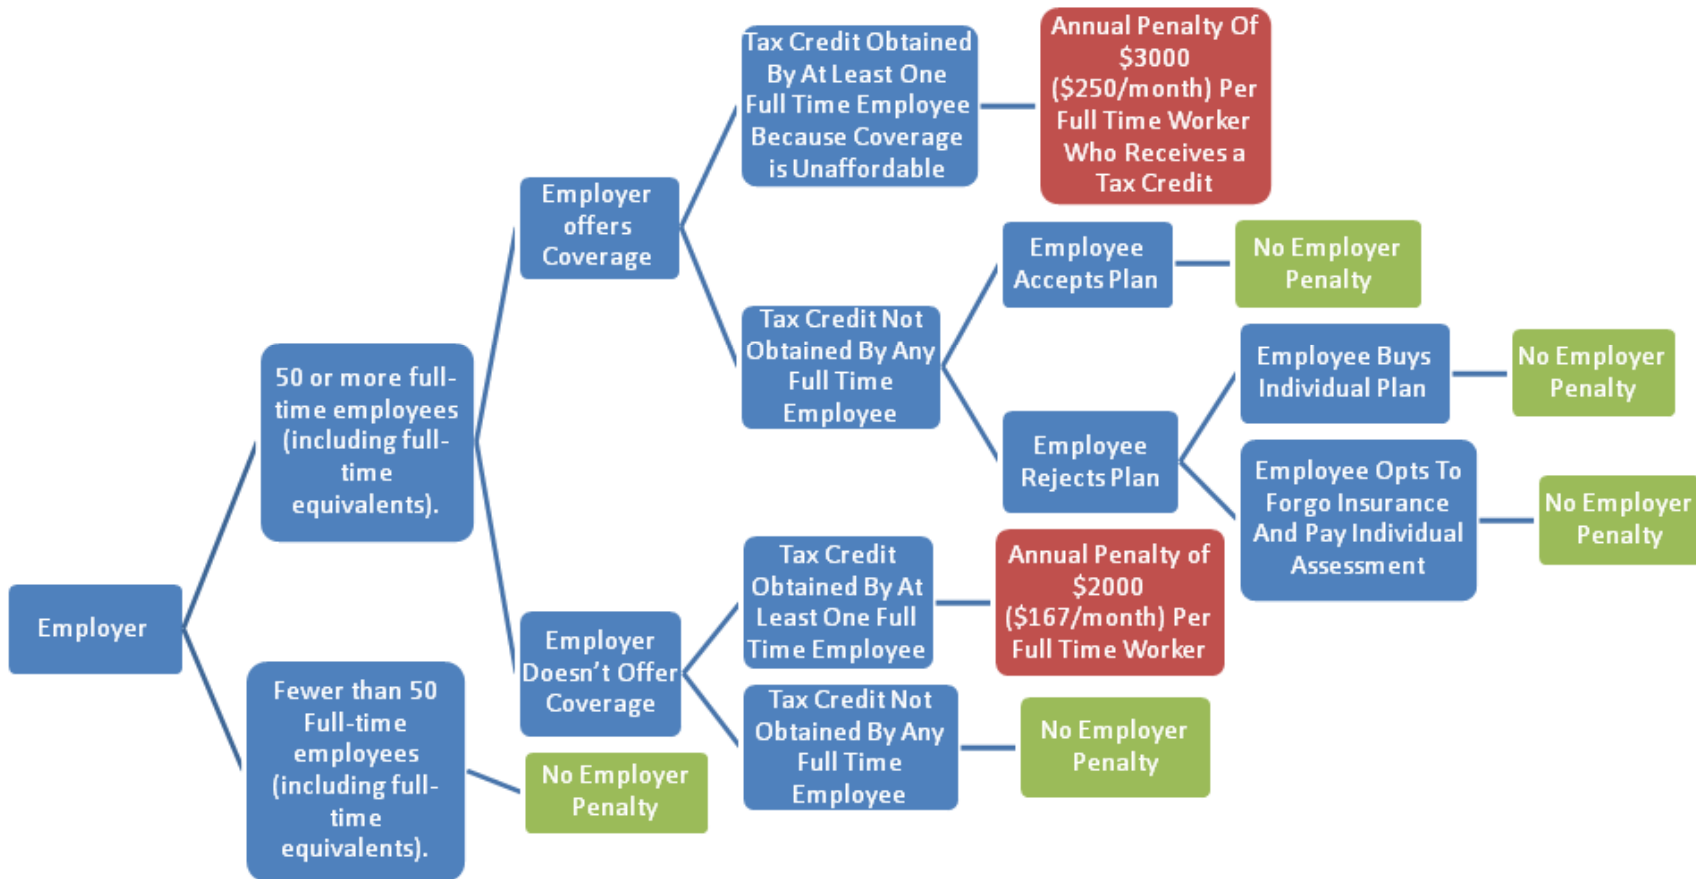 Employer
50 or more full-
time employees
(including full-
time
equivalents).
Fewer than 50
Full-time
employees
(including full-
time
equivalents).
No Employer
Penalty
Employer
offers
Coverage
Employer
Doesn’t Offer
Coverage
Tax Credit Obtained
By At Least One
Full Time Employee
Because Coverage
is Unaffordable
Annual Penalty Of
$3000
($250/month) Per
Full Time Worker
Who Receives a
Tax Credit
Tax Credit Not
Obtained By Any
Full Time
Employee
Employee
Accepts Plan
No Employer
Penalty
Employee
Rejects Plan
Employee Buys
Individual Plan
No Employer
Penalty
Employee Opts To
Forgo Insurance
And Pay Individual
Assessment
No Employer
Penalty
Tax Credit
Obtained By At
Least One Full
Time Employee
Annual Penalty of
$2000
($167/month) Per
Full Time Worker
Tax Credit Not
Obtained By Any
Full Time
Employee
No Employer
Penalty